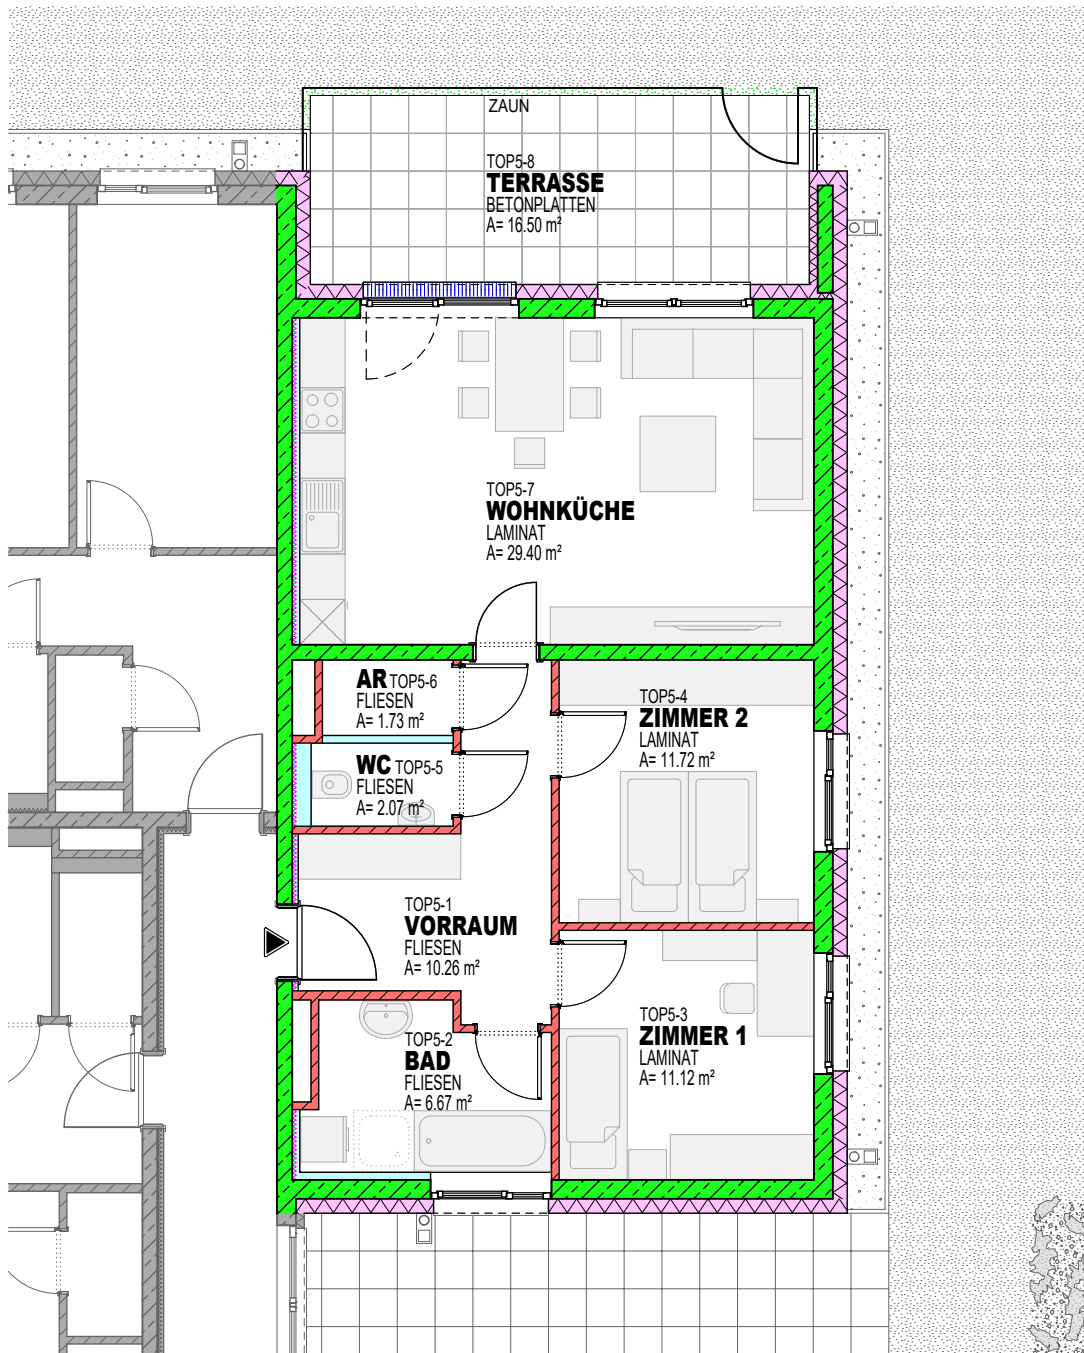 ZAUN
TOP5-8
TERRASSE
BETONPLATTEN
A= 16.50 m²
TOP5-7
WOHNKÜCHE
LAMINAT
A= 29.40 m²
AR TOP5-6
FLIESEN
A= 1.73 m²
TOP5-4
ZIMMER 2
LAMINAT
A= 11.72 m²
WC TOP5-5
FLIESEN
A= 2.07 m²
TOP5-1
VORRAUM
FLIESEN
A= 10.26 m²
TOP5-3
ZIMMER 1
LAMINAT
A= 11.12 m²
TOP5-2
BAD
FLIESEN
A= 6.67 m²